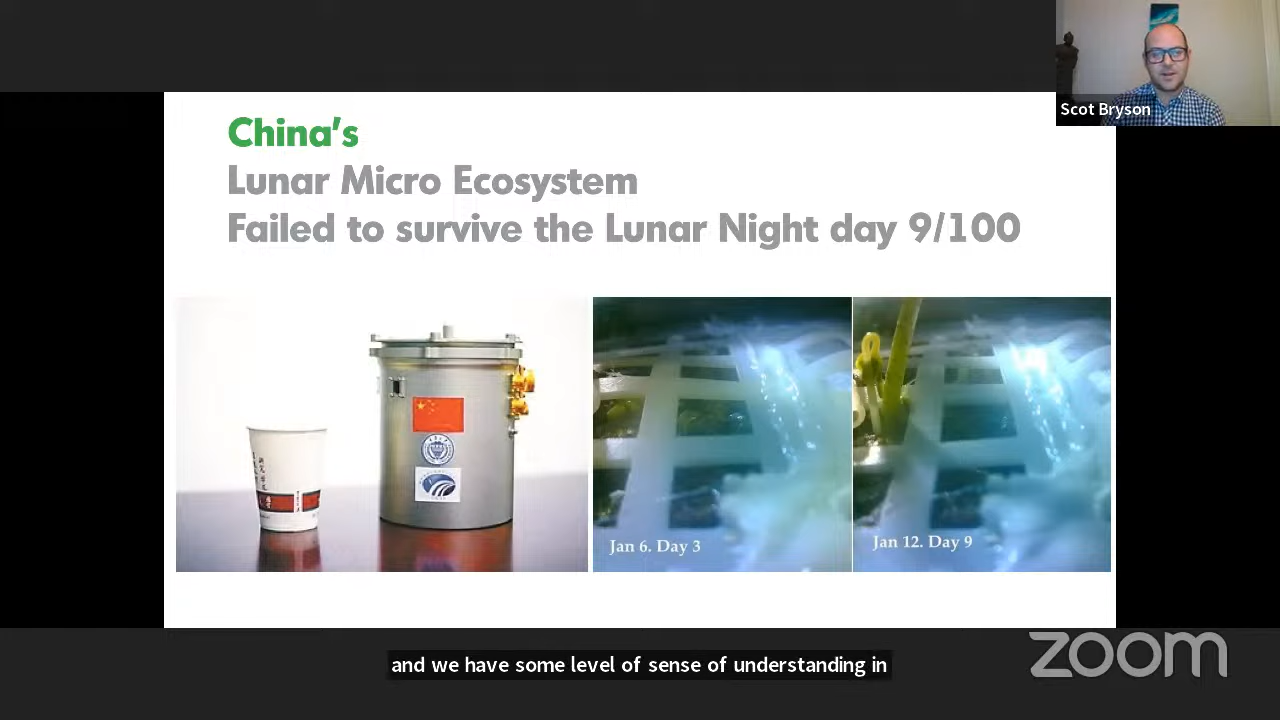 Scot Bryson
China's
Lunar Micro Ecosystem
Failed to survive the Lunar Night day 9/100
Jan 6. Day 3
Jan 12. Day 9
and we have some level of sense of understanding in
zoom